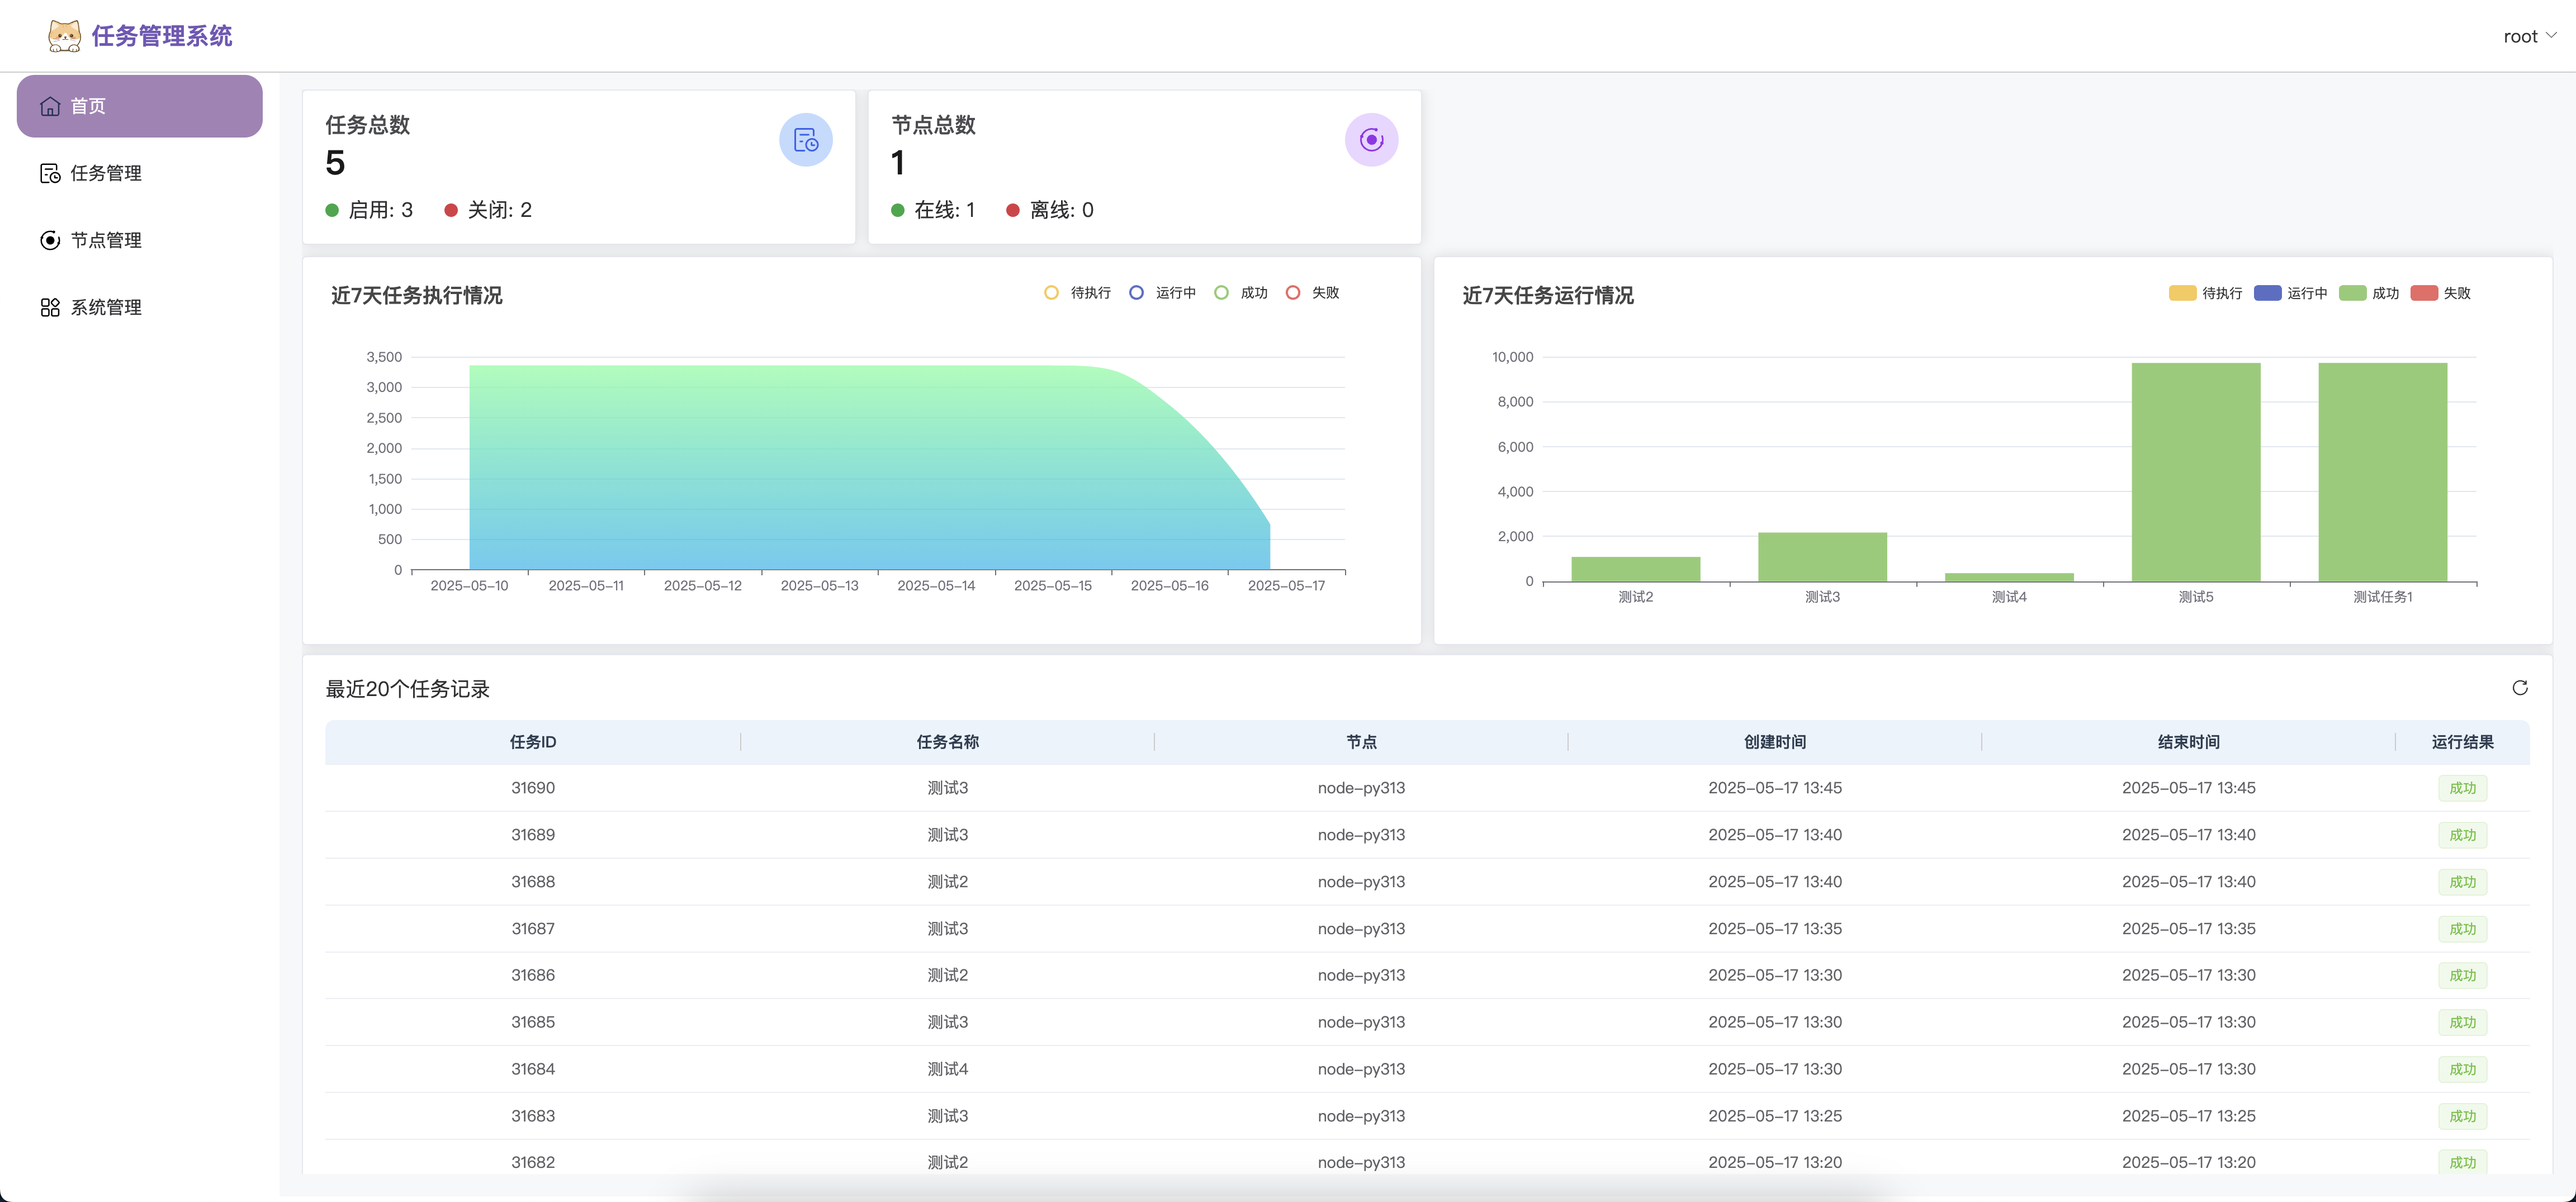 任务管理系统
root
首页
任务管理
节点管理
系统管理
任务总数
5
启用: 3 关闭: 2
节点总数
1
在线: 1 离线: 0
近7天任务执行情况
待执行 运行中 成功 失败
3,500
3,000
2,500
2,000
1,500
1,000
500
0
2025-05-10 2025-05-11 2025-05-12 2025-05-13 2025-05-14 2025-05-15 2025-05-16 2025-05-17
近7天任务运行情况
待执行 运行中 成功 失败
10,000
8,000
6,000
4,000
2,000
0
测试2 测试3 测试4 测试5 测试任务1
最近20个任务记录
任务ID 任务名称 节点 创建时间 结束时间 运行结果
31690 测试3 node-py313 2025-05-17 13:45 2025-05-17 13:45 成功
31689 测试3 node-py313 2025-05-17 13:40 2025-05-17 13:40 成功
31688 测试2 node-py313 2025-05-17 13:40 2025-05-17 13:40 成功
31687 测试3 node-py313 2025-05-17 13:35 2025-05-17 13:35 成功
31686 测试2 node-py313 2025-05-17 13:30 2025-05-17 13:30 成功
31685 测试3 node-py313 2025-05-17 13:30 2025-05-17 13:30 成功
31684 测试4 node-py313 2025-05-17 13:30 2025-05-17 13:30 成功
31683 测试3 node-py313 2025-05-17 13:25 2025-05-17 13:25 成功
31682 测试2 node-py313 2025-05-17 13:20 2025-05-17 13:20 成功